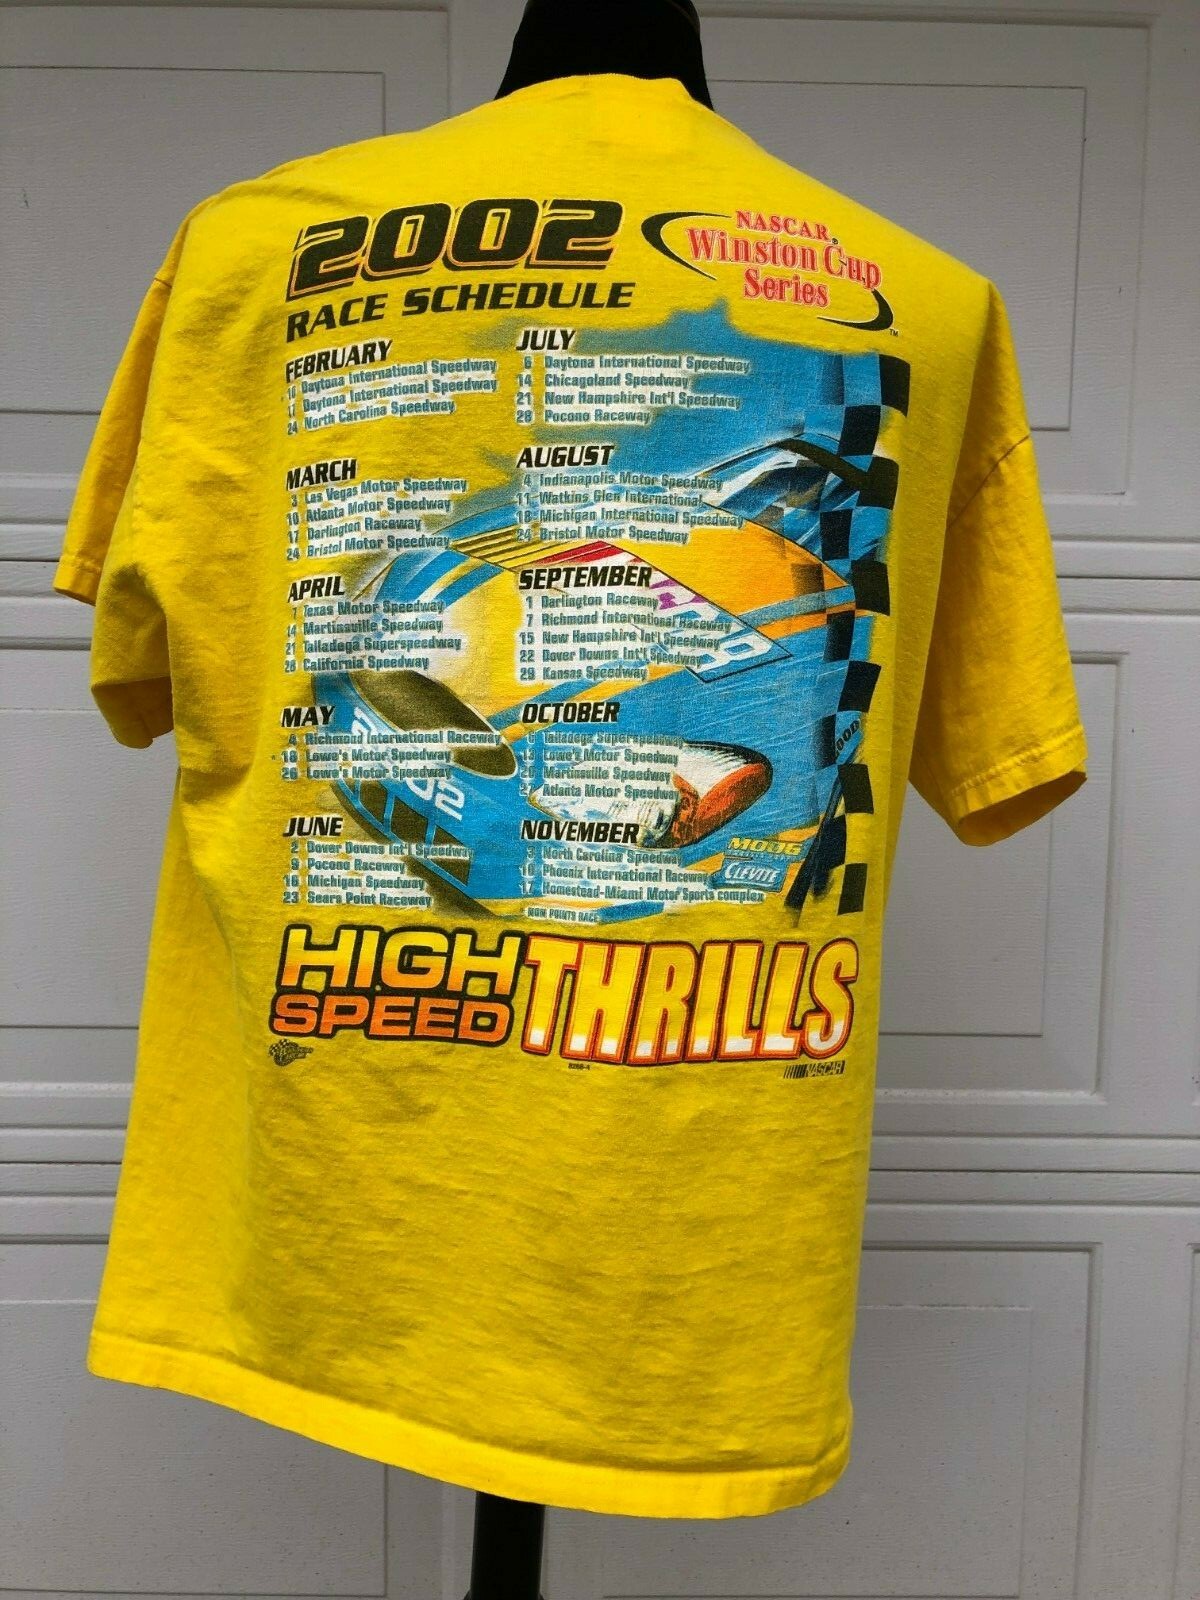 2002
RACE SCHEDULE
NASCAR®
Winston Cup
Series
TM
FEBRUARY
* 10 Daytona International Speedway
17 Daytona International Speedway
24 North Carolina Speedway
MARCH
3 Las Vegas Motor Speedway
10 Atlanta Motor Speedway
17 Darlington Raceway
24 Bristol Motor Speedway
APRIL
7 Texas Motor Speedway
14 Martinsville Speedway
21 Talladega Superspeedway
28 California Speedway
MAY
4 Richmond International Raceway
* 18 Lowe's Motor Speedway
26 Lowe's Motor Speedway
JUNE
2 Dover Downs Int'l Speedway
9 Pocono Raceway
16 Michigan Speedway
23 Sears Point Raceway
JULY
6 Daytona International Speedway
14 Chicagoland Speedway
21 New Hampshire Int'l Speedway
28 Pocono Raceway
AUGUST
4 Indianapolis Motor Speedway
11 Watkins Glen International
18 Michigan International Speedway
24 Bristol Motor Speedway
SEPTEMBER
1 Darlington Raceway
7 Richmond International Raceway
15 New Hampshire Int'l Speedway
22 Dover Downs Int'l Speedway
29 Kansas Speedway
OCTOBER
6 Talladega Superspeedway
13 Lowe's Motor Speedway
20 Martinsville Speedway
27 Atlanta Motor Speedway
NOVEMBER
3 North Carolina Speedway
10 Phoenix International Raceway
17 Homestead-Miami Motor Sports complex
* NON POINTS RACE
2002
MOOG
CLEVITE
HIGH
SPEED
THRILLS
8268-4
NASCAR